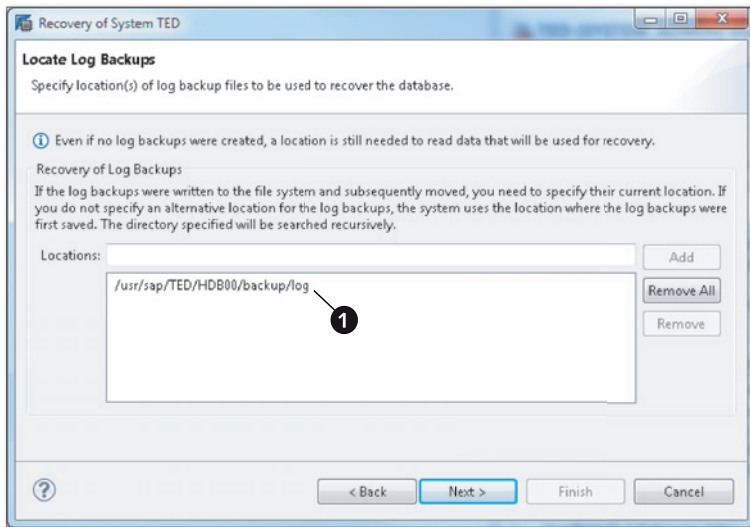 Recovery of System TED
Locate Log Backups
Specify location(s) of log backup files to be used to recover the database.
Even if no log backups were created, a location is still needed to read data that will be used for recovery.
Recovery of Log Backups
If the log backups were written to the file system and subsequently moved, you need to specify their current location. If
you do not specify an alternative location for the log backups, the system uses the location where the log backups were
first saved. The directory specified will be searched recursively.
Locations:
Add
/usr/sap/TED/HDB00/backup/log
1
Remove All
Remove
?
< Back
Next >
Finish
Cancel